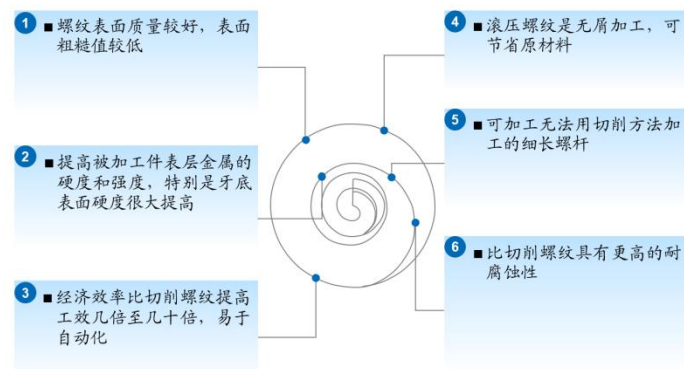 1
■螺纹表面质量较好，表面
粗糙值较低
2
■提高被加工件表层金属的
硬度和强度，特别是牙底
表面硬度很大提高
3
■经济效率比切削螺纹提高
工效几倍至几十倍，易于
自动化
4
■滚压螺纹是无屑加工，可
节省原材料
5
■可加工无法用切削方法加
工的细长螺杆
6
■比切削螺纹具有更高的耐
腐蚀性